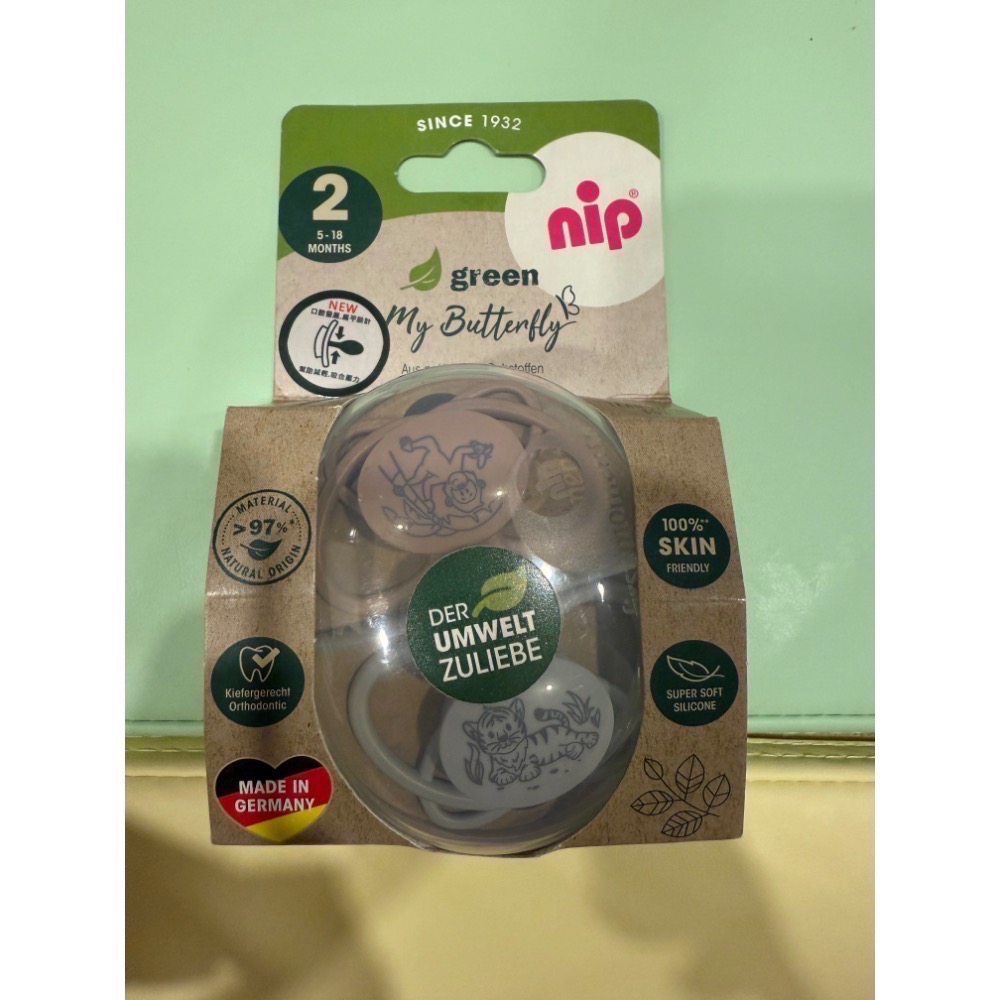 SINCE 1932
nip®
2
5-18
MONTHS
green
My Butterfly
NEW
MATERIAL
>97%*
NATURAL ORIGIN
100%**
SKIN
FRIENDLY
DER
UMWELT
ZULIEBE
Kiefergerecht
Orthodontic
SUPER SOFT
SILICONE
MADE IN
GERMANY